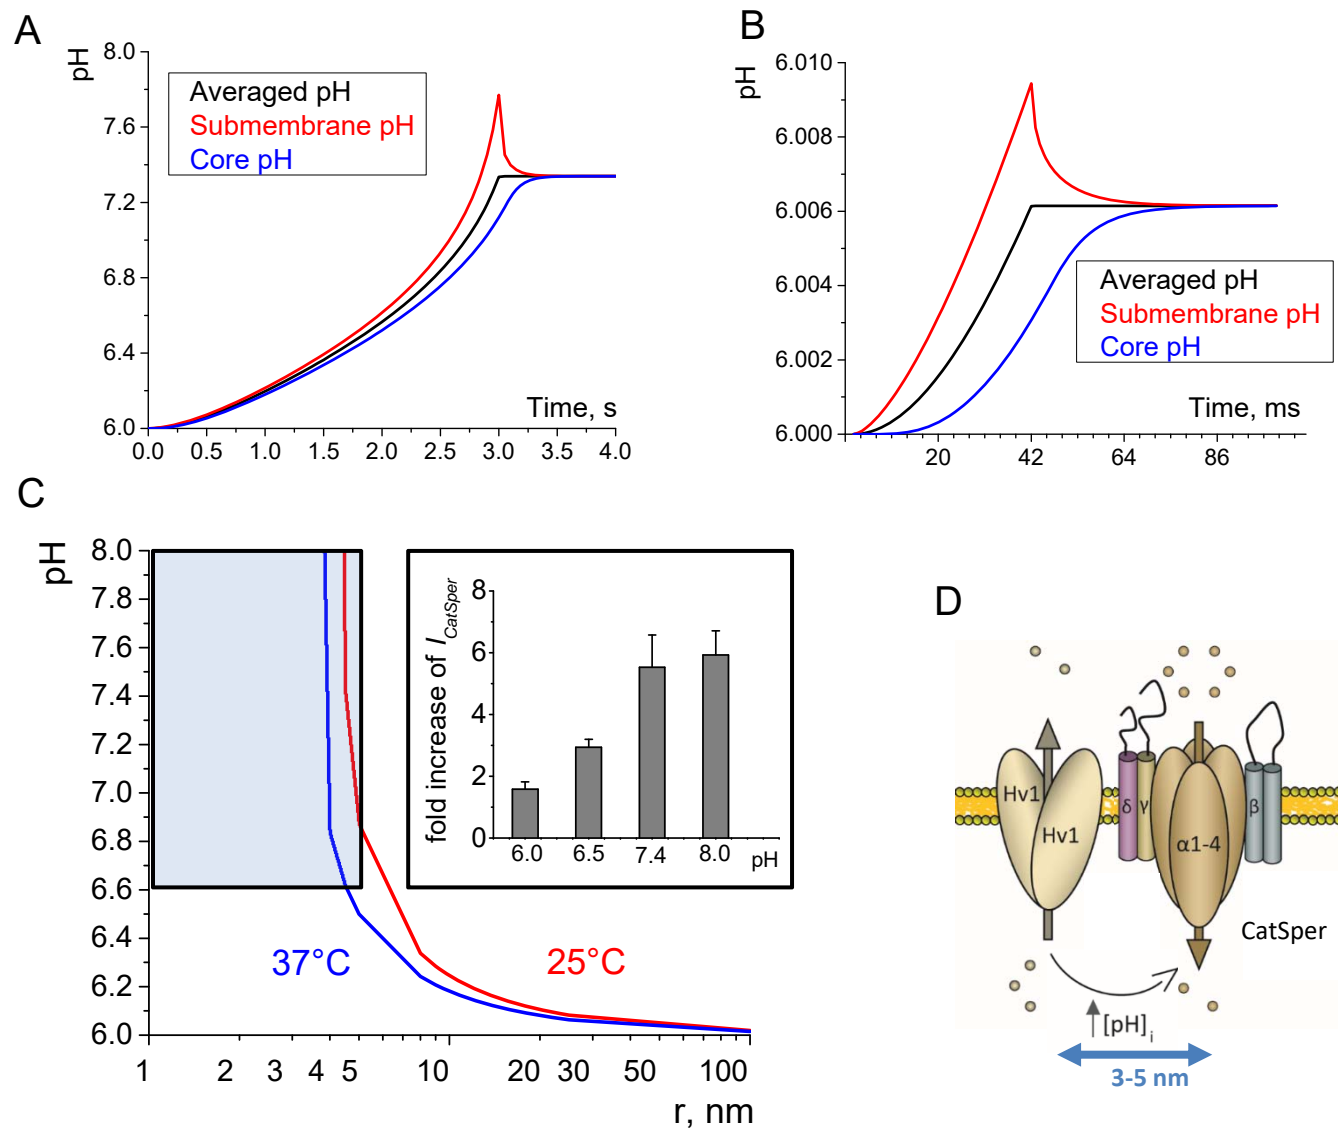 A
pH
8.0
7.6
7.2
6.8
6.4
6.0
Averaged pH
Submembrane pH
Core pH
Time, s
0.0 0.5 1.0 1.5 2.0 2.5 3.0 3.5 4.0
B
pH
6.010
6.008
6.006
6.004
6.002
6.000
Averaged pH
Submembrane pH
Core pH
Time, ms
20 42 64 86
C
pH
8.0
7.8
7.6
7.4
7.2
7.0
6.8
6.6
6.4
6.2
6.0
37°C
25°C
1 2 3 4 5 10 20 30 50 100
r, nm
fold increase of I CatSper
8
6
4
2
0
6.0 6.5 7.4 8.0 pH
D
Hv1
Hv1
δ
γ
α1-4
β
CatSper
[pH]i
3-5 nm